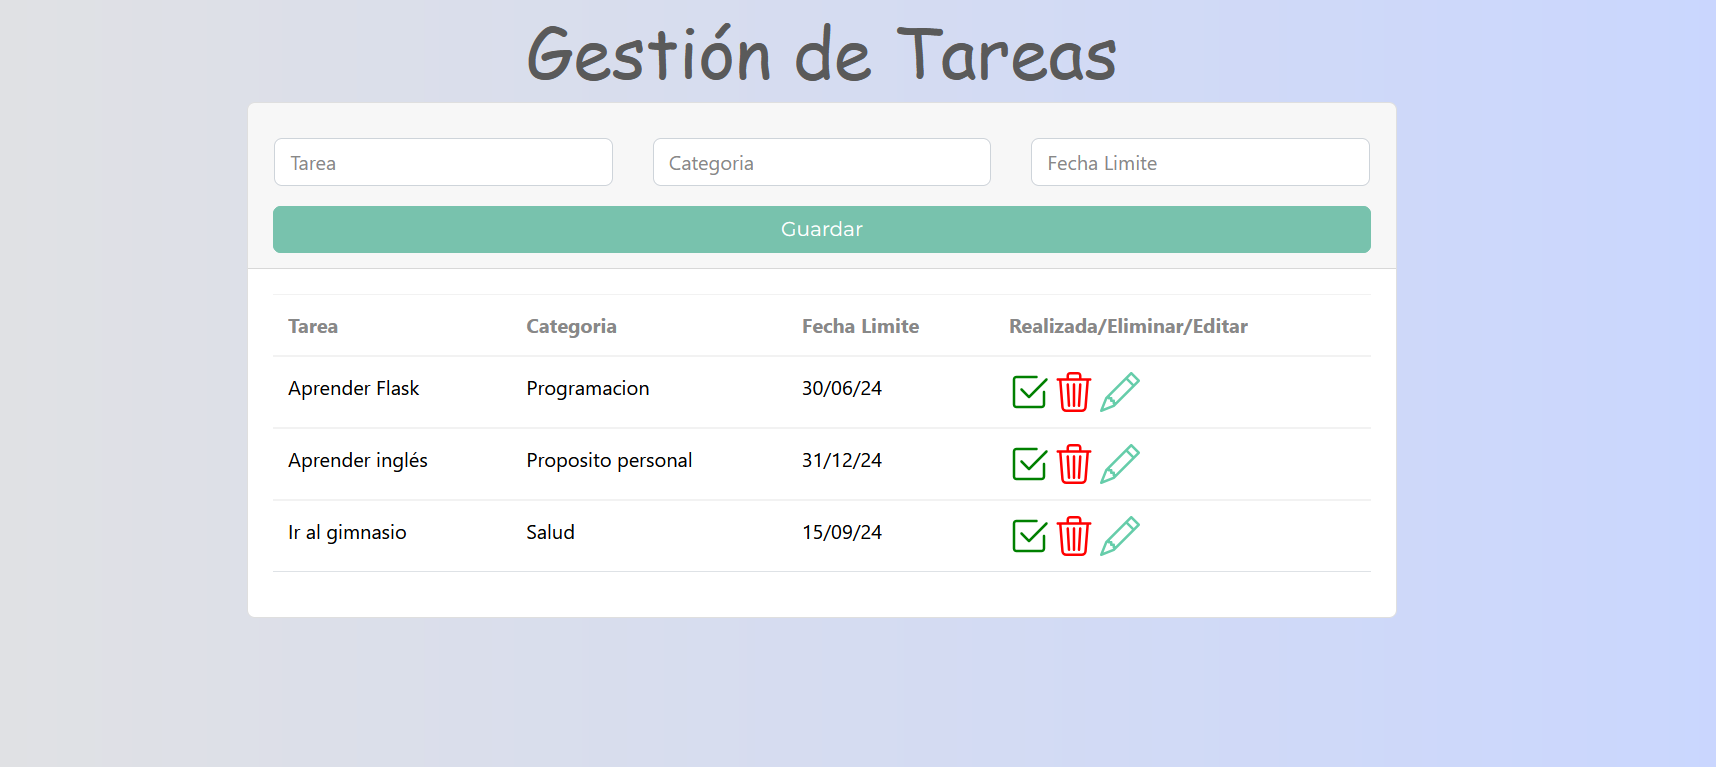 Gestión de Tareas
Tarea Categoria Fecha Limite
Guardar
Tarea Categoria Fecha Limite Realizada/Eliminar/Editar
Aprender Flask Programacion 30/06/24
Aprender inglés Proposito personal 31/12/24
Ir al gimnasio Salud 15/09/24